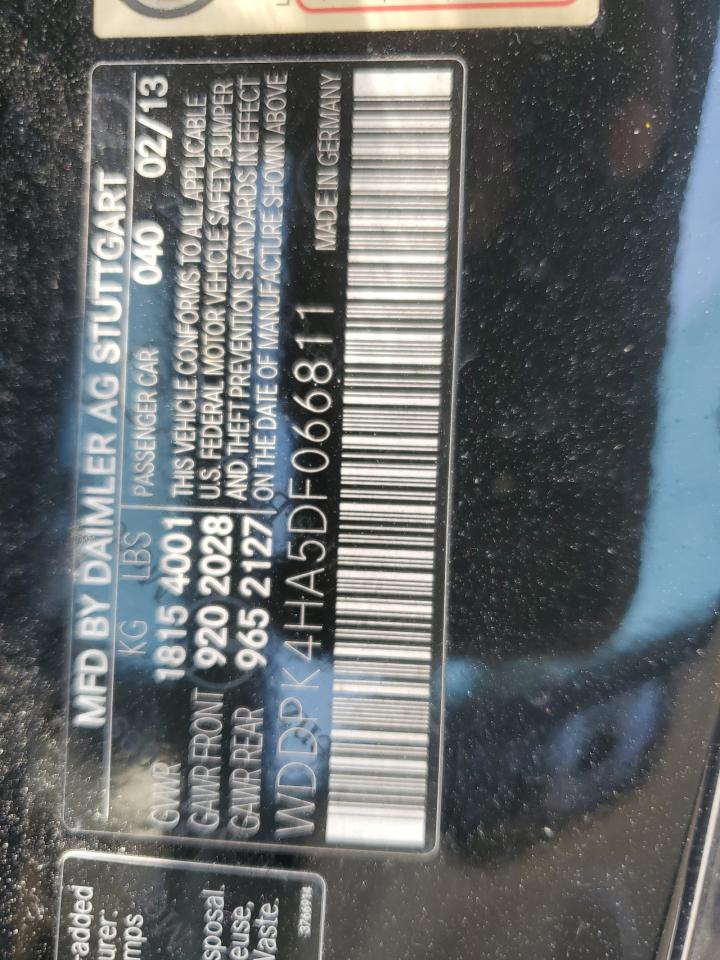 MFD BY DAIMLER AG STUTTGART
KG LBS PASSENGER CAR 040 02/13
GWR 1815 4001 THIS VEHICLE CONFORMS TO ALL APPLICABLE
GAWR FRONT 920 2028 U.S. FEDERAL MOTOR VEHICLE SAFETY, BUMPER
GAWR REAR 965 2127 AND THEFT PREVENTION STANDARDS IN EFFECT
ON THE DATE OF MANUFACTURE SHOWN ABOVE
WDDPK4HA5DF066811 MADE IN GERMANY
-added
urer:
mps
sposal.
euse,
Waste.